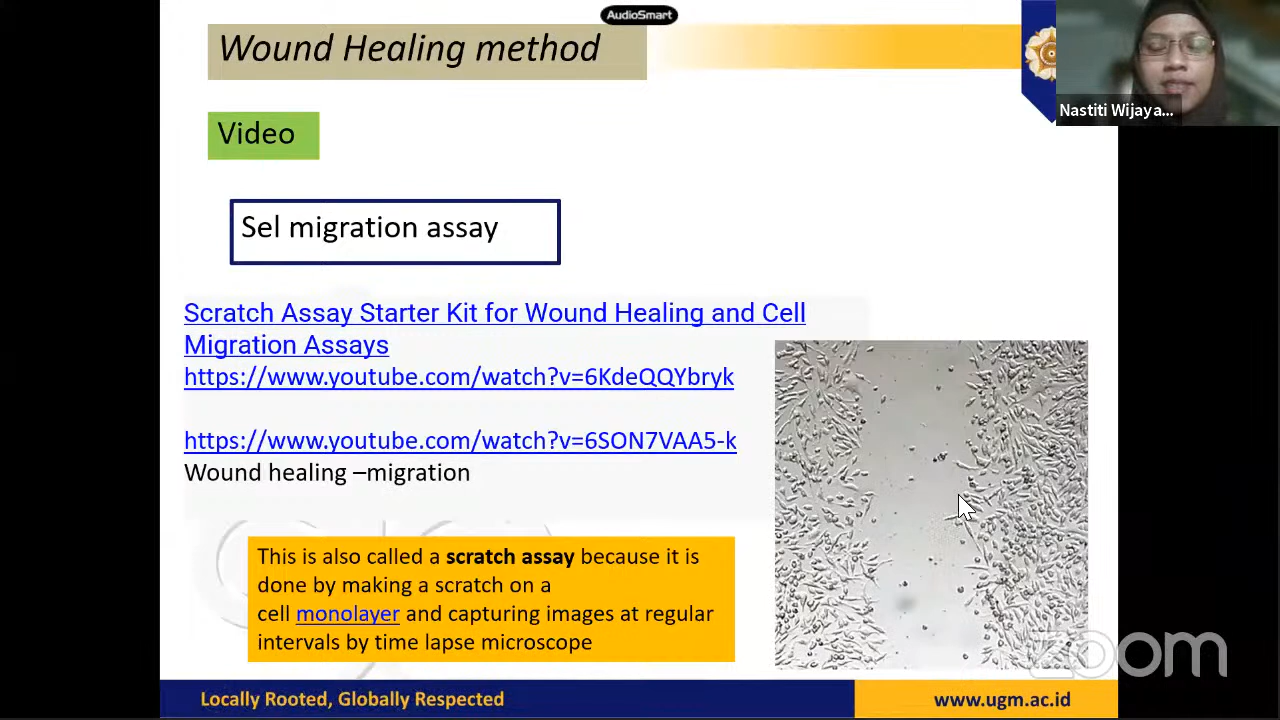 AudioSmart
Wound Healing method
Nastiti Wijaya...
Video
Sel migration assay
Scratch Assay Starter Kit for Wound Healing and Cell
Migration Assays
https://www.youtube.com/watch?v=6KdeQQYbryk
https://www.youtube.com/watch?v=6SON7VAA5-k
Wound healing –migration
This is also called a scratch assay because it is
done by making a scratch on a
cell monolayer and capturing images at regular
intervals by time lapse microscope
zoom
Locally Rooted, Globally Respected
www.ugm.ac.id